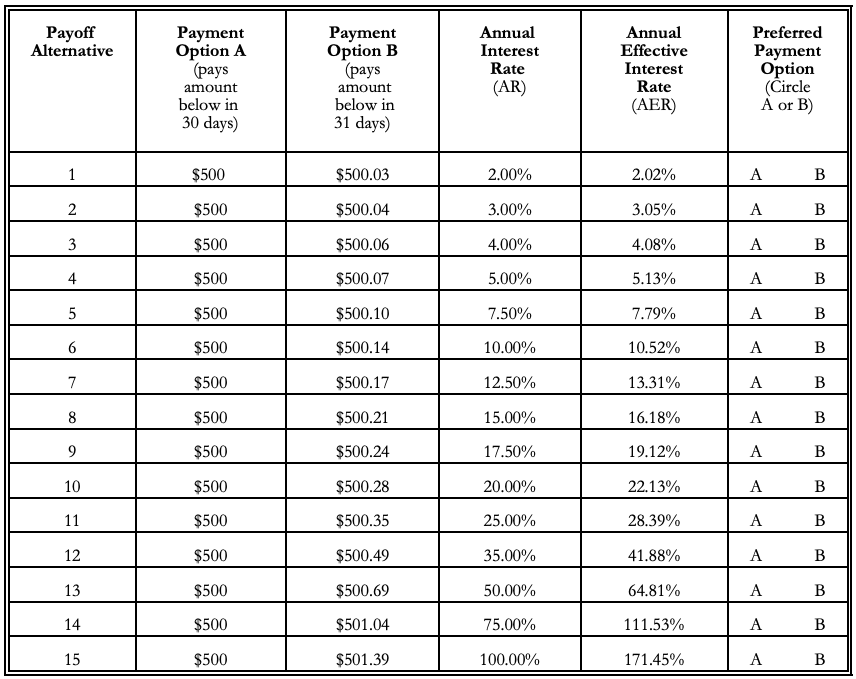 Payoff Alternative | Payment Option A (pays amount below in 30 days) | Payment Option B (pays amount below in 31 days) | Annual Interest Rate (AR) | Annual Effective Interest Rate (AER) | Preferred Payment Option (Circle A or B)
1 | $500 | $500.03 | 2.00% | 2.02% | A B
2 | $500 | $500.04 | 3.00% | 3.05% | A B
3 | $500 | $500.06 | 4.00% | 4.08% | A B
4 | $500 | $500.07 | 5.00% | 5.13% | A B
5 | $500 | $500.10 | 7.50% | 7.79% | A B
6 | $500 | $500.14 | 10.00% | 10.52% | A B
7 | $500 | $500.17 | 12.50% | 13.31% | A B
8 | $500 | $500.21 | 15.00% | 16.18% | A B
9 | $500 | $500.24 | 17.50% | 19.12% | A B
10 | $500 | $500.28 | 20.00% | 22.13% | A B
11 | $500 | $500.35 | 25.00% | 28.39% | A B
12 | $500 | $500.49 | 35.00% | 41.88% | A B
13 | $500 | $500.69 | 50.00% | 64.81% | A B
14 | $500 | $501.04 | 75.00% | 111.53% | A B
15 | $500 | $501.39 | 100.00% | 171.45% | A B